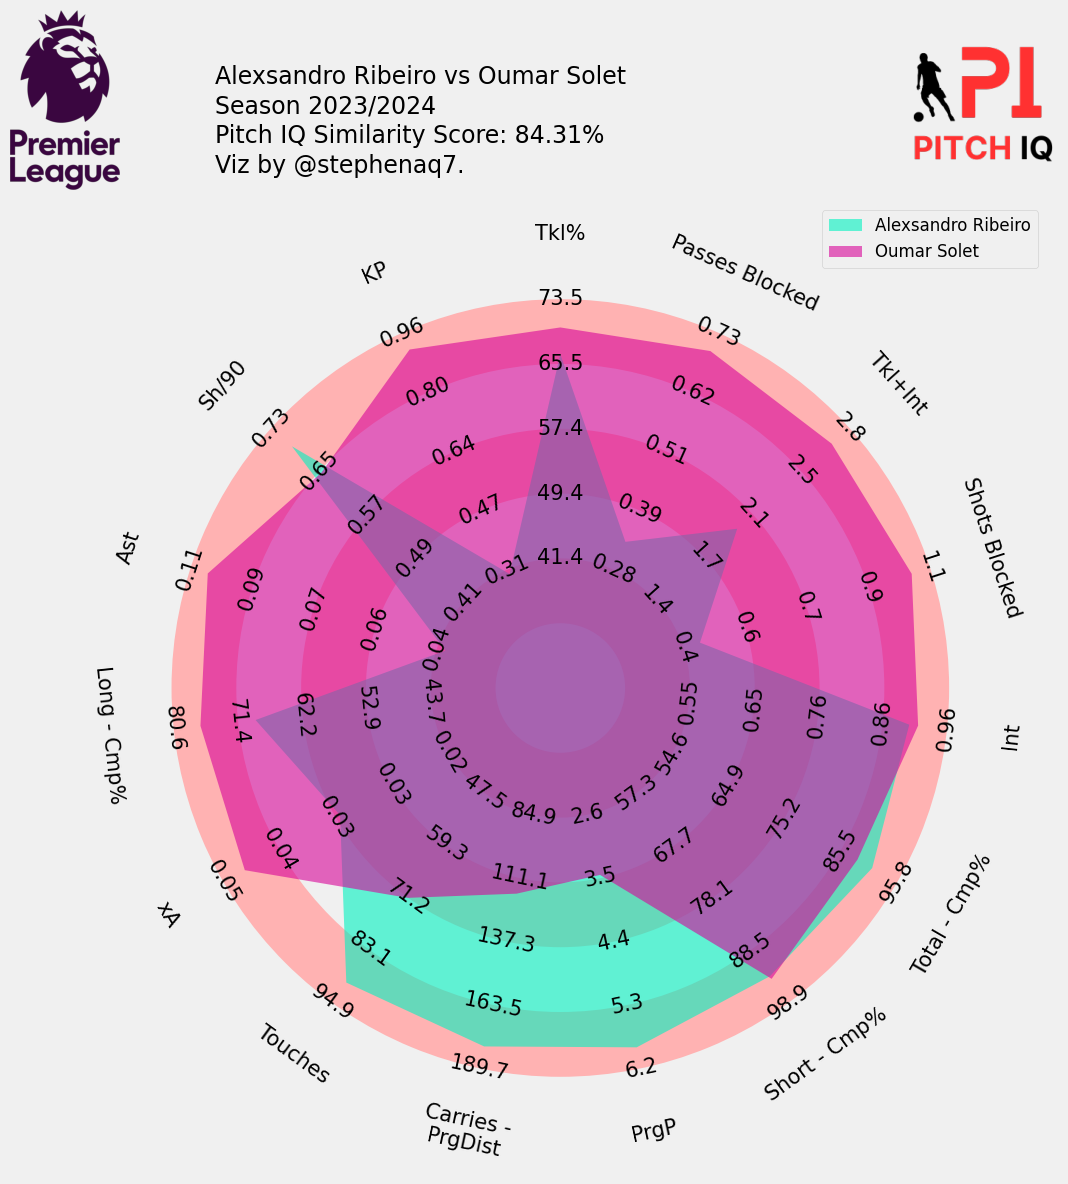 Alexsandro Ribeiro vs Oumar Solet
Season 2023/2024
Pitch IQ Similarity Score: 84.31%
Viz by @stephenaq7.
Premier
League
PI
PITCH IQ
Alexsandro Ribeiro
Oumar Solet
Tkl%
41.4
49.4
57.4
65.5
73.5
Passes Blocked
0.28
0.39
0.51
0.62
0.73
Tkl+Int
1.4
1.7
2.1
2.5
2.8
Shots Blocked
0.4
0.6
0.7
0.9
1.1
Int
0.55
0.65
0.76
0.86
0.96
Total - Cmp%
54.6
64.9
75.2
85.5
95.8
Short - Cmp%
57.3
67.7
78.1
88.5
98.9
PrgP
2.6
3.5
4.4
5.3
6.2
Carries -
PrgDist
84.9
111.1
137.3
163.5
189.7
Touches
47.5
59.3
71.2
83.1
94.9
xA
0.02
0.03
0.03
0.04
0.05
Long - Cmp%
43.7
52.9
62.2
71.4
80.6
Ast
0.04
0.06
0.07
0.09
0.11
Sh/90
0.41
0.49
0.57
0.65
0.73
KP
0.31
0.47
0.64
0.80
0.96